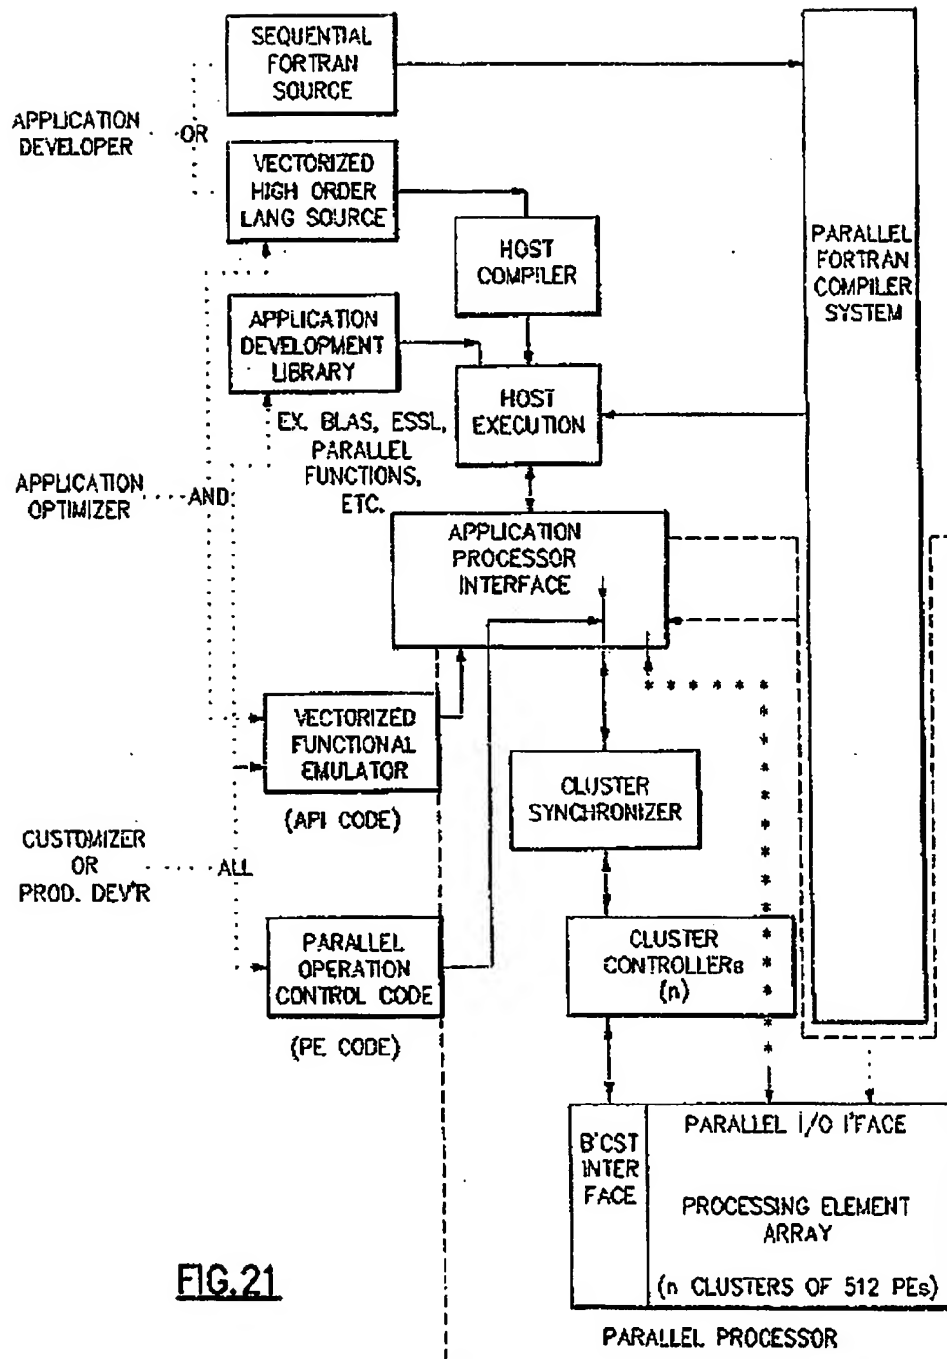 SEQUENTIAL
FORTRAN
SOURCE
APPLICATION
DEVELOPER
OR
VECTORIZED
HIGH ORDER
LANG SOURCE
HOST
COMPILER
PARALLEL
FORTRAN
COMPILER
SYSTEM
APPLICATION
DEVELOPMENT
LIBRARY
HOST
EXECUTION
EX. BLAS, ESSL,
PARALLEL
FUNCTIONS,
ETC.
APPLICATION
OPTIMIZER
AND
APPLICATION
PROCESSOR
INTERFACE
VECTORIZED
FUNCTIONAL
EMULATOR
(API CODE)
CLUSTER
SYNCHRONIZER
CUSTOMIZER
OR
PROD. DEV'R
ALL
PARALLEL
OPERATION
CONTROL CODE
(PE CODE)
CLUSTER
CONTROLLERs
(n)
B'CST
INTER
FACE
PARALLEL I/O I'FACE
PROCESSING ELEMENT
ARRAY
(n CLUSTERS OF 512 PEs)
FIG.21
PARALLEL PROCESSOR